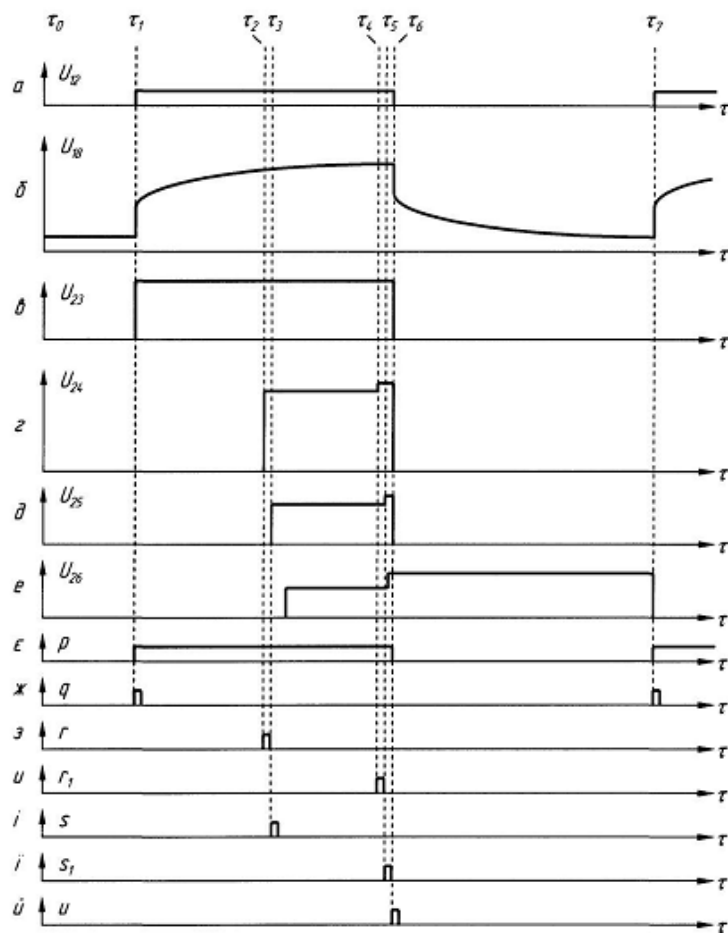 τ₀ τ₁ τ₂ τ₃ τ₄ τ₅ τ₆ τ₇
а U₁₂ τ
б U₁₈ τ
в U₂₃ τ
г U₂₄ τ
д U₂₅ τ
е U₂₆ τ
є p τ
ж q τ
з r τ
и r₁ τ
і s τ
ї s₁ τ
й u τ